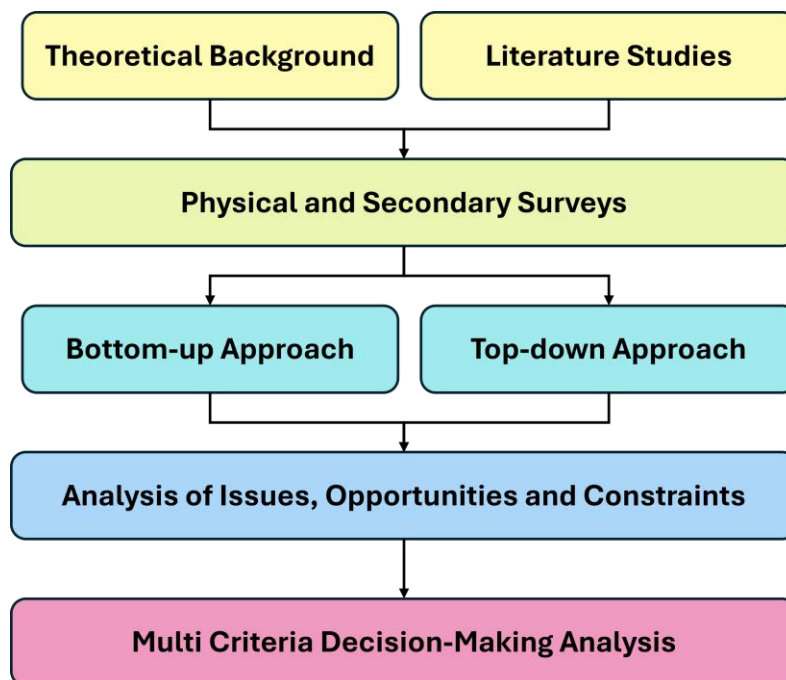 Theoretical Background
Literature Studies
Physical and Secondary Surveys
Bottom-up Approach
Top-down Approach
Analysis of Issues, Opportunities and Constraints
Multi Criteria Decision-Making Analysis